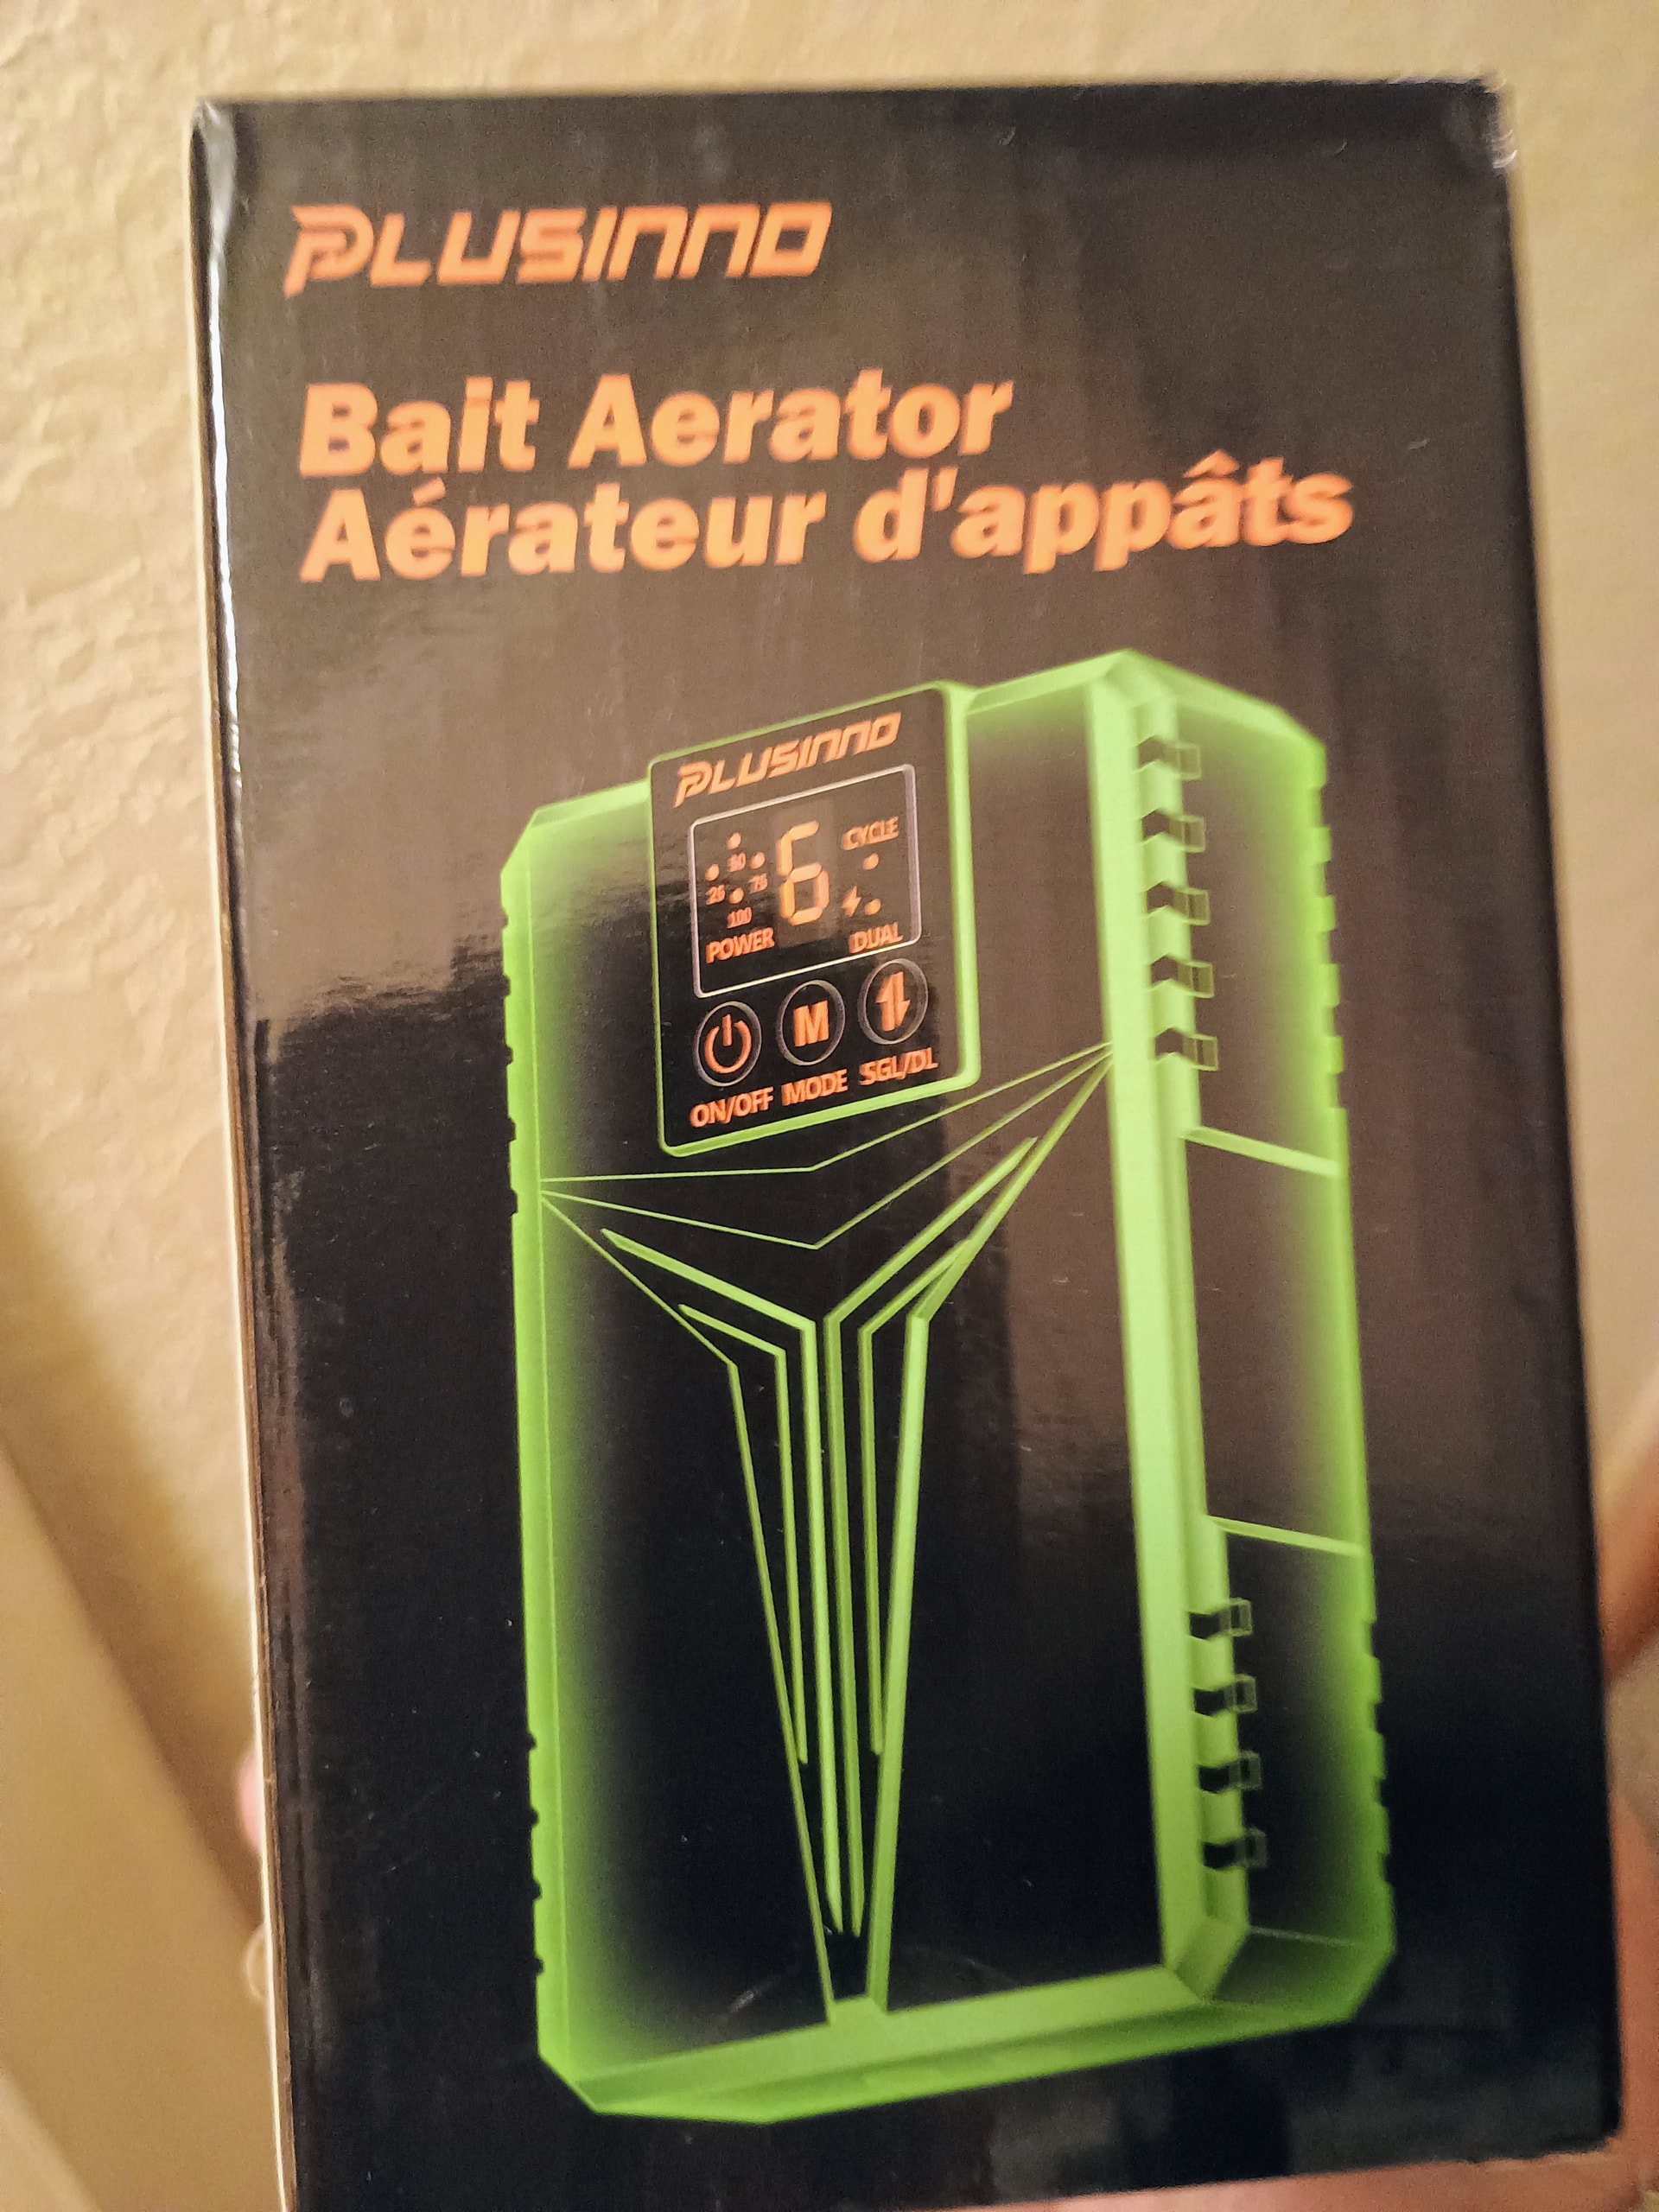 PLUSINNO
Bait Aerator
Aérateur d'appâts
PLUSINNO
50
25 75
100
POWER
6
CYCLE
DUAL
M
ON/OFF MODE SGL/DL